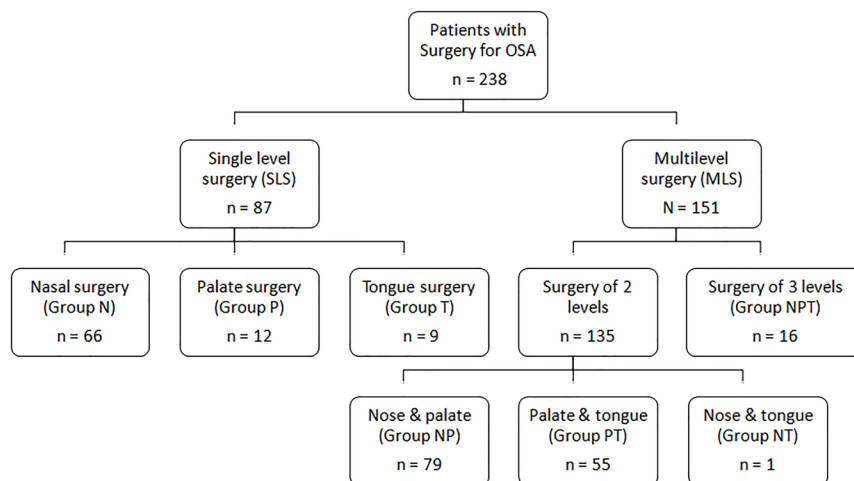 Patients with
Surgery for OSA
n = 238
Single level
surgery (SLS)
n = 87
Multilevel
surgery (MLS)
N = 151
Nasal surgery
(Group N)
n = 66
Palate surgery
(Group P)
n = 12
Tongue surgery
(Group T)
n = 9
Surgery of 2
levels
n = 135
Surgery of 3 levels
(Group NPT)
n = 16
Nose & palate
(Group NP)
n = 79
Palate & tongue
(Group PT)
n = 55
Nose & tongue
(Group NT)
n = 1